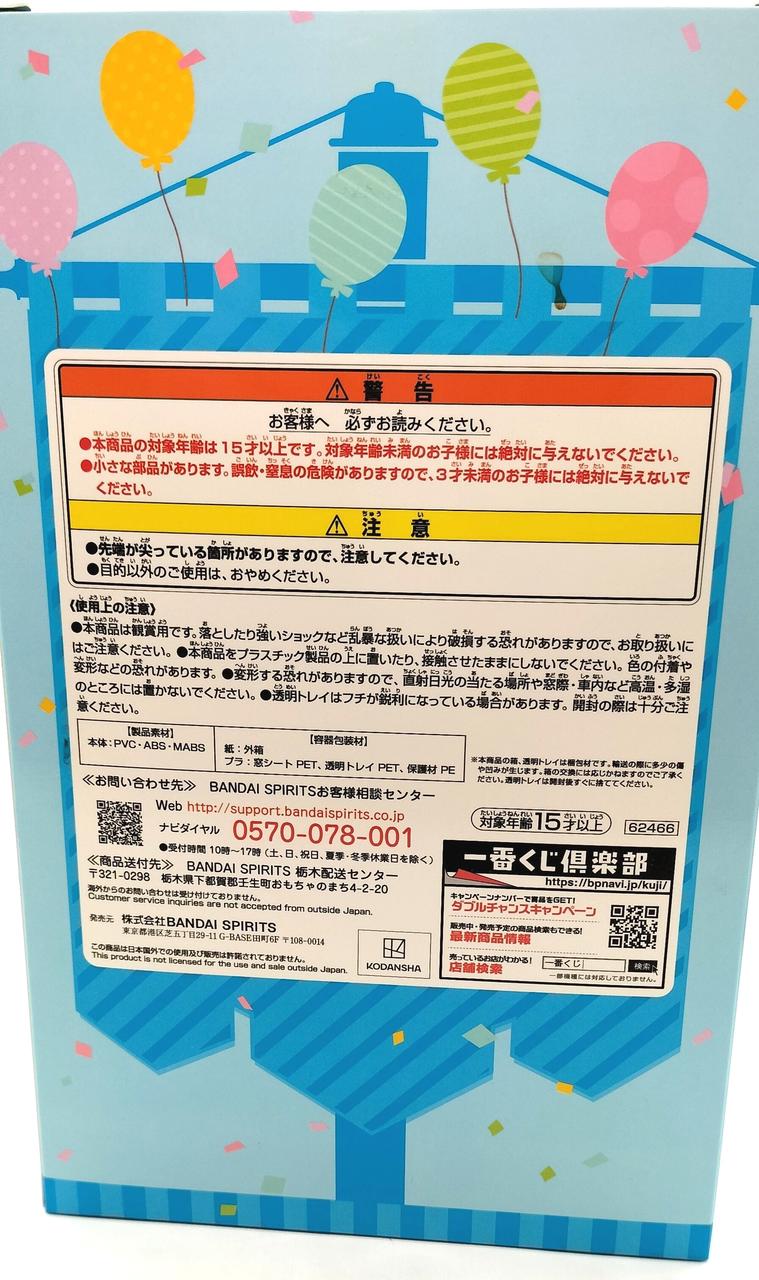 ⚠ 警告
お客様へ 必ずお読みください。
●本商品の対象年齢は15才以上です。対象年齢未満のお子様には絶対に与えないでください。
●小さな部品があります。誤飲・窒息の危険がありますので、3才未満のお子様には絶対に与えないで
ください。
⚠ 注意
●先端が尖っている箇所がありますので、注意してください。
●目的以外のご使用は、おやめください。
《使用上の注意》
●本商品は観賞用です。落としたり強いショックなど乱暴な扱いにより破損する恐れがありますので、お取り扱いに
はご注意ください。●本商品をプラスチック製品の上に置いたり、接触させたままにしないでください。色の付着や
変形などの恐れがあります。●変形する恐れがありますので、直射日光の当たる場所や窓際・車内など高温・多湿
のところには置かないでください。●透明トレイはフチが鋭利になっている場合があります。開封の際は十分ご注
意ください。
【製品素材】
本体：PVC・ABS・MABS
【容器包装材】
紙：外箱
プラ：窓シート PET、透明トレイ PET、保護材 PE
※本商品の箱、透明トレイは梱包材です。輸送の際に多少の傷
や凹みが生じます。箱の交換には応じかねますのでご了承く
ださい。透明トレイは開封後すぐに捨ててください。
≪お問い合わせ先≫ BANDAI SPIRITSお客様相談センター
Web http://support.bandaispirits.co.jp
ナビダイヤル 0570-078-001
●受付時間 10時〜17時（土、日、祝日、夏季・冬季休業日を除く）
対象年齢15才以上
62466
≪商品送付先≫ BANDAI SPIRITS 栃木配送センター
〒321-0298 栃木県下都賀郡壬生町おもちゃのまち4-2-20
海外からのお問い合わせは受け付けておりません。
Customer service inquiries are not accepted from outside Japan.
発売元 株式会社BANDAI SPIRITS
東京都港区芝五丁目29-11 G-BASE田町6F 〒108-0014
この商品は日本国外での使用及び販売は許諾されておりません。
This product is not licensed for the use and sale outside Japan.
KODANSHA
一番くじ倶楽部
https://bpnavi.jp/kuji/
キャンペーンナンバーで賞品をGET!
ダブルチャンスキャンペーン
販売中・発売予定の商品検索もできる!
最新商品情報
売っているお店がわかる!
店舗検索
一番くじ 検索
一部機種には対応しておりません。